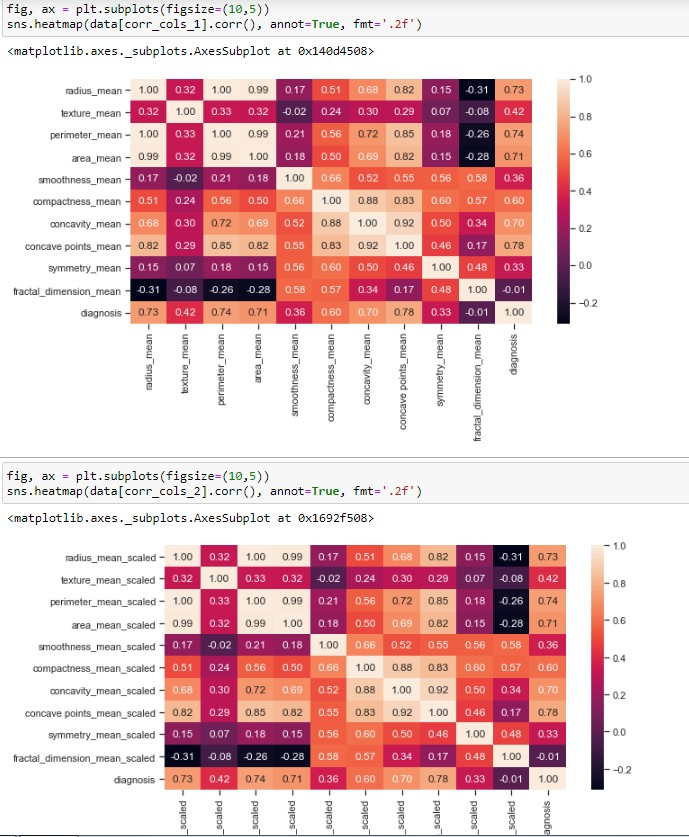 fig, ax = plt.subplots(figsize=(10,5))
sns.heatmap(data[corr_cols_1].corr(), annot=True, fmt='.2f')
<matplotlib.axes._subplots.AxesSubplot at 0x140d4508>
1.0
radius_mean 1.00 0.32 1.00 0.99 0.17 0.51 0.68 0.82 0.15 -0.31 0.73
texture_mean 0.32 1.00 0.33 0.32 -0.02 0.24 0.30 0.29 0.07 -0.08 0.42
0.8
perimeter_mean 1.00 0.33 1.00 0.99 0.21 0.56 0.72 0.85 0.18 -0.26 0.74
area_mean 0.99 0.32 0.99 1.00 0.18 0.50 0.69 0.82 0.15 -0.28 0.71
0.6
smoothness_mean 0.17 -0.02 0.21 0.18 1.00 0.66 0.52 0.55 0.56 0.58 0.36
0.4
compactness_mean 0.51 0.24 0.56 0.50 0.66 1.00 0.88 0.83 0.60 0.57 0.60
concavity_mean 0.68 0.30 0.72 0.69 0.52 0.88 1.00 0.92 0.50 0.34 0.70
0.2
concave points_mean 0.82 0.29 0.85 0.82 0.55 0.83 0.92 1.00 0.46 0.17 0.78
0.0
symmetry_mean 0.15 0.07 0.18 0.15 0.56 0.60 0.50 0.46 1.00 0.48 0.33
fractal_dimension_mean -0.31 -0.08 -0.26 -0.28 0.58 0.57 0.34 0.17 0.48 1.00 -0.01
-0.2
diagnosis 0.73 0.42 0.74 0.71 0.36 0.60 0.70 0.78 0.33 -0.01 1.00
radius_mean
texture_mean
perimeter_mean
area_mean
smoothness_mean
compactness_mean
concavity_mean
concave points_mean
symmetry_mean
fractal_dimension_mean
diagnosis
fig, ax = plt.subplots(figsize=(10,5))
sns.heatmap(data[corr_cols_2].corr(), annot=True, fmt='.2f')
<matplotlib.axes._subplots.AxesSubplot at 0x1692f508>
1.0
radius_mean_scaled 1.00 0.32 1.00 0.99 0.17 0.51 0.68 0.82 0.15 -0.31 0.73
texture_mean_scaled 0.32 1.00 0.33 0.32 -0.02 0.24 0.30 0.29 0.07 -0.08 0.42
0.8
perimeter_mean_scaled 1.00 0.33 1.00 0.99 0.21 0.56 0.72 0.85 0.18 -0.26 0.74
area_mean_scaled 0.99 0.32 0.99 1.00 0.18 0.50 0.69 0.82 0.15 -0.28 0.71
0.6
smoothness_mean_scaled 0.17 -0.02 0.21 0.18 1.00 0.66 0.52 0.55 0.56 0.58 0.36
0.4
compactness_mean_scaled 0.51 0.24 0.56 0.50 0.66 1.00 0.88 0.83 0.60 0.57 0.60
concavity_mean_scaled 0.68 0.30 0.72 0.69 0.52 0.88 1.00 0.92 0.50 0.34 0.70
0.2
concave points_mean_scaled 0.82 0.29 0.85 0.82 0.55 0.83 0.92 1.00 0.46 0.17 0.78
0.0
symmetry_mean_scaled 0.15 0.07 0.18 0.15 0.56 0.60 0.50 0.46 1.00 0.48 0.33
fractal_dimension_mean_scaled -0.31 -0.08 -0.26 -0.28 0.58 0.57 0.34 0.17 0.48 1.00 -0.01
-0.2
diagnosis 0.73 0.42 0.74 0.71 0.36 0.60 0.70 0.78 0.33 -0.01 1.00
_scaled
_scaled
_scaled
_scaled
_scaled
_scaled
_scaled
_scaled
_scaled
_scaled
agnosis